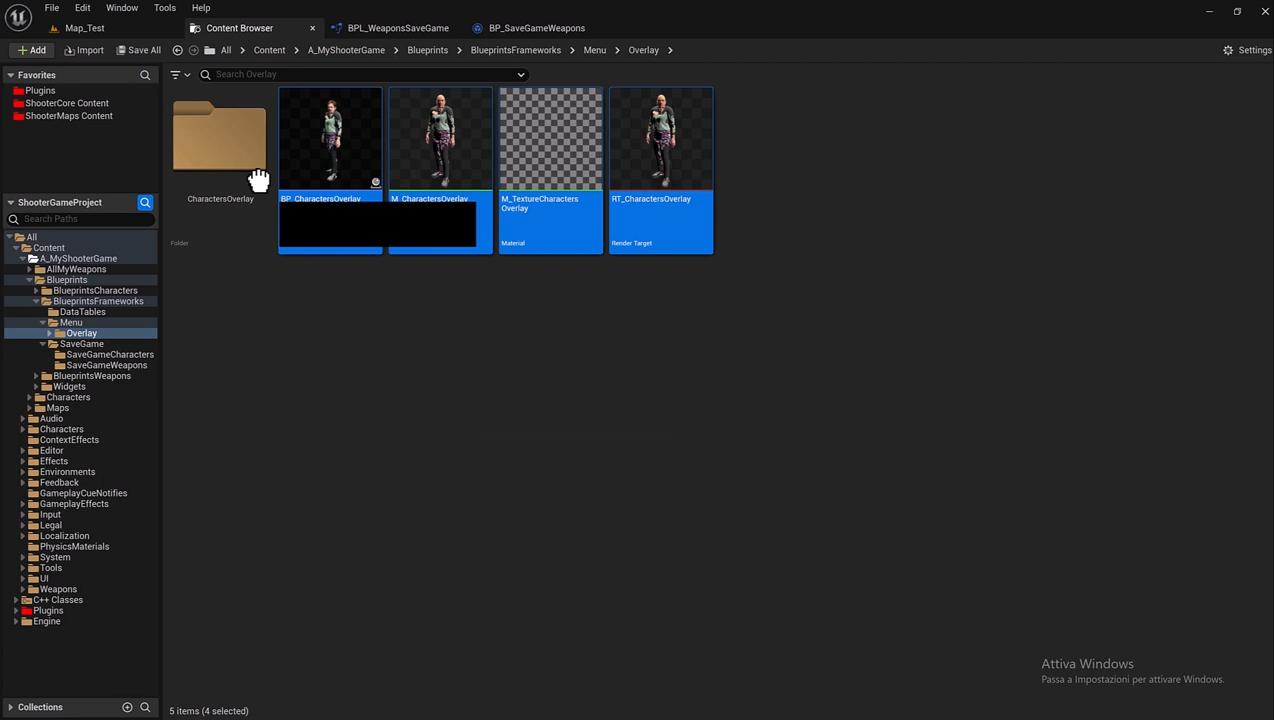 File Edit Window Tools Help
Map_Test Content Browser BPL_WeaponsSaveGame BP_SaveGameWeapons
Add Import Save All All Content A_MyShooterGame Blueprints BlueprintsFrameworks Menu Overlay Settings
Favorites
Search Overlay
Plugins
ShooterCore Content
ShooterMaps Content
CharactersOverlay
Folder
BP_CharactersOverlay
M_CharactersOverlay
M_TextureCharacters
Overlay
Material
RT_CharactersOverlay
Render Target
ShooterGameProject
Search Paths
All
Content
A_MyShooterGame
AllMyWeapons
Blueprints
BlueprintsCharacters
BlueprintsFrameworks
DataTables
Menu
Overlay
SaveGame
SaveGameCharacters
SaveGameWeapons
BlueprintsWeapons
Widgets
Characters
Maps
Audio
Characters
ContextEffects
Editor
Effects
Environments
Feedback
GameplayCueNotifies
GameplayEffects
Input
Legal
Localization
PhysicsMaterials
System
Tools
UI
Weapons
C++ Classes
Plugins
Engine
Attiva Windows
Passa a Impostazioni per attivare Windows.
Collections
5 items (4 selected)